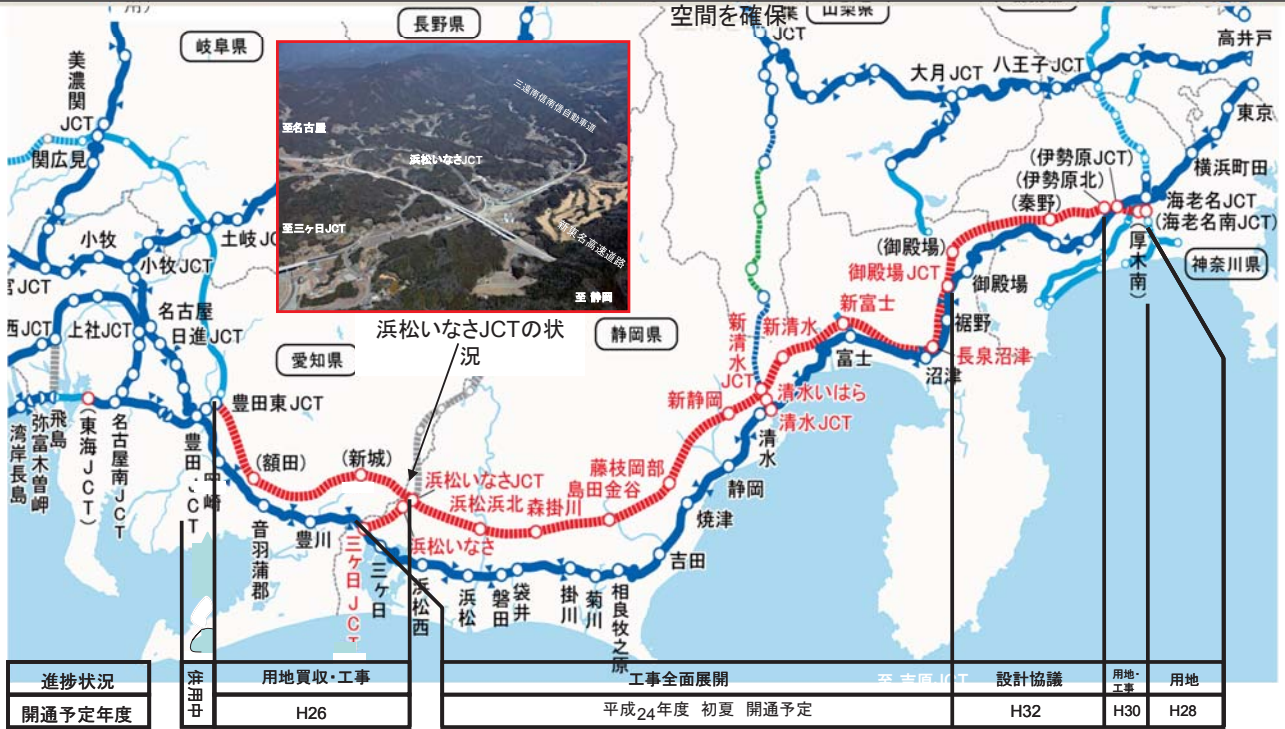 空間を確保
長野県
山梨県
岐阜県
JCT
高井戸
美濃関
JCT
大月JCT
八王子JCT
東京
関広見
三遠南信南信自動車道
至名古屋
浜松いなさJCT
至三ヶ日JCT
新東名高速道路
至 静岡
浜松いなさJCTの状
況
横浜町田
(伊勢原JCT)
(伊勢原北)
(秦野)
海老名JCT
(海老名南JCT)
(厚木南)
神奈川県
小牧
土岐JC
小牧JCT
(御殿場)
御殿場JCT
御殿場
裾野
名古屋
日進JCT
上社JCT
西JCT
宮JCT
愛知県
静岡県
新清水JCT
新清水
新富士
富士
長泉沼津
沼津
清水いはら
清水JCT
清水
新静岡
静岡
藤枝岡部
島田金谷
焼津
吉田
豊田東JCT
(額田)
(新城)
浜松いなさJCT
浜松浜北
森掛川
浜松いなさ
湾岸長島
弥富木曽岬
飛島
(東海JCT)
名古屋南JCT
豊田JCT
音羽蒲郡
豊川
三ケ日JCT
三ケ日
浜松西
浜松
磐田
袋井
掛川
菊川
相良牧之原
至 吉原JCT
進捗状況
供用中
用地買収・工事
工事全面展開
設計協議
用地・
工事
用地
開通予定年度
H26
平成24年度 初夏 開通予定
H32
H30
H28